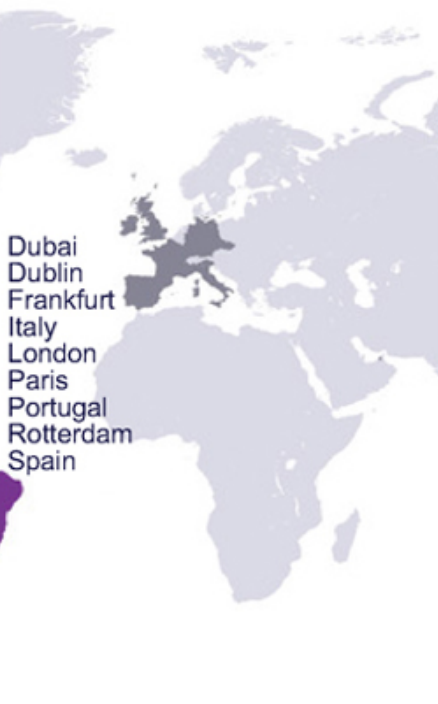 Dubai
Dublin
Frankfurt
Italy
London
Paris
Portugal
Rotterdam
Spain